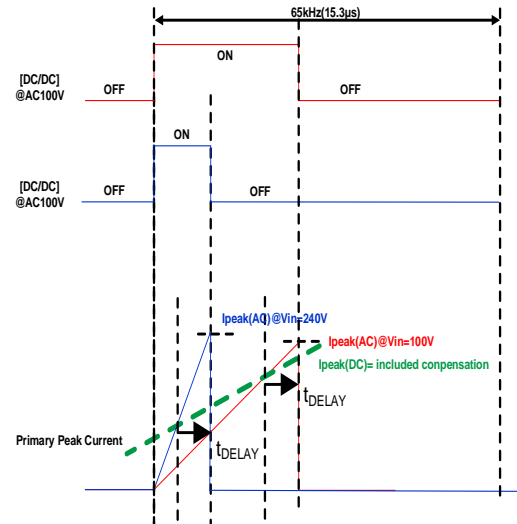 65kHz(15.3μs)
ON
[DC/DC]
@AC100V
OFF
OFF
ON
[DC/DC]
@AC100V
OFF
OFF
Ipeak(AC)@Vin=240V
Ipeak(AC)@Vin=100V
Ipeak(DC)= included conpensation
tDELAY
Primary Peak Current
tDELAY